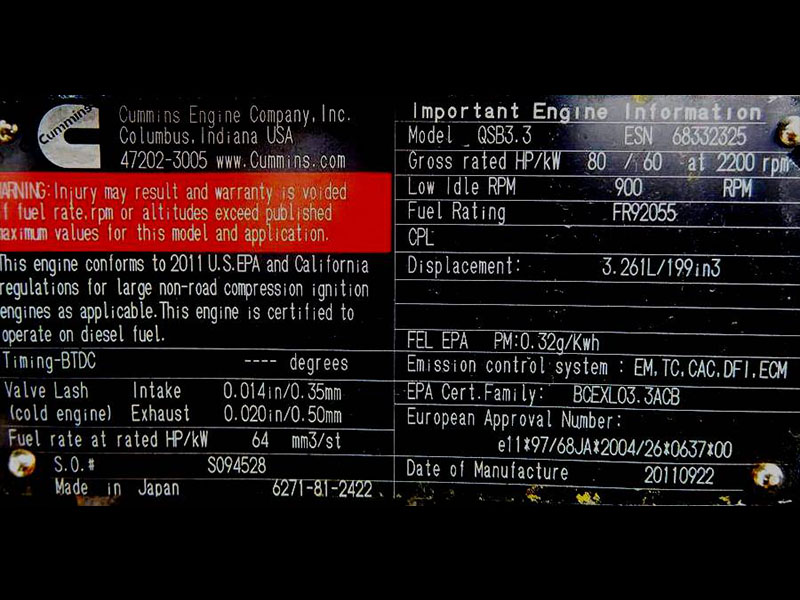 Cummins
Cummins Engine Company, Inc.
Columbus, Indiana USA
47202-3005 www.Cummins.com
WARNING: Injury may result and warranty is voided
if fuel rate.rpm or altitudes exceed published
maximum values for this model and application.
This engine conforms to 2011 U.S.EPA and California
regulations for large non-road compression ignition
engines as applicable. This engine is certified to
operate on diesel fuel.
Timing-BTDC ---- degrees
Valve Lash Intake 0.014in/0.35mm
(cold engine) Exhaust 0.020in/0.50mm
Fuel rate at rated HP/kW 64 mm3/st
S.O.# S094528
Made in Japan 6271-81-2422
Important Engine Information
Model QSB3.3 ESN 68332325
Gross rated HP/kW 80 / 60 at 2200 rpm
Low Idle RPM 900 RPM
Fuel Rating FR92055
CPL
Displacement: 3.261L/199in3
FEL EPA PM:0.32g/Kwh
Emission control system : EM,TC,CAC,DFI,ECM
EPA Cert.Family: BCEXL03.3ACB
European Approval Number:
e11*97/68JA*2004/26*0637*00
Date of Manufacture 20110922